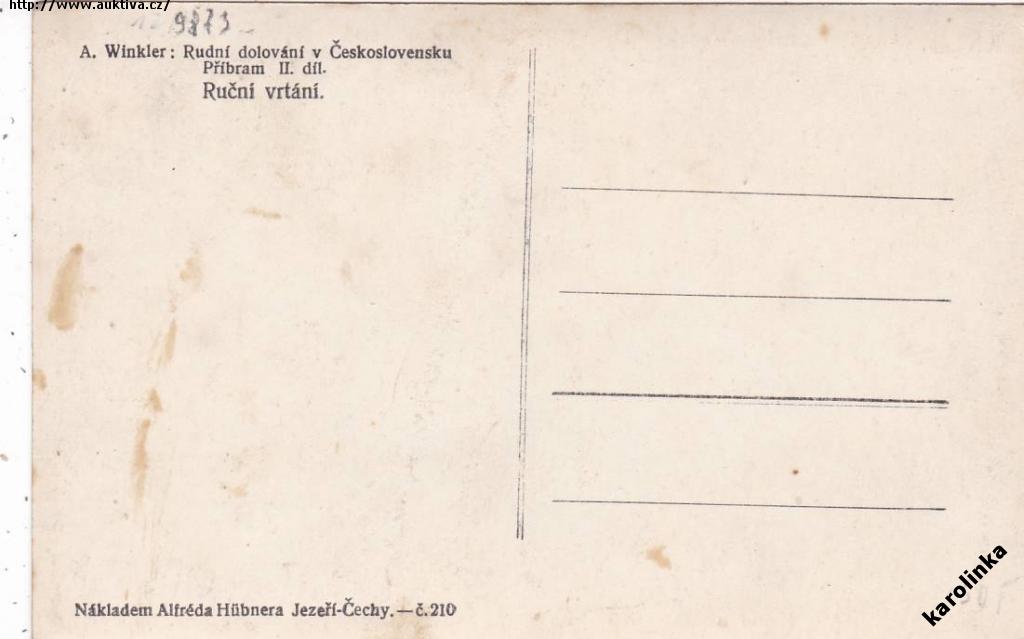 http://www.auktiva.cz/
9873
A. Winkler: Rudní dolování v Československu
Příbram II. díl.
Ruční vrtání.
Nákladem Alfréda Hübnera Jezeří-Čechy. — č. 210
karolinka